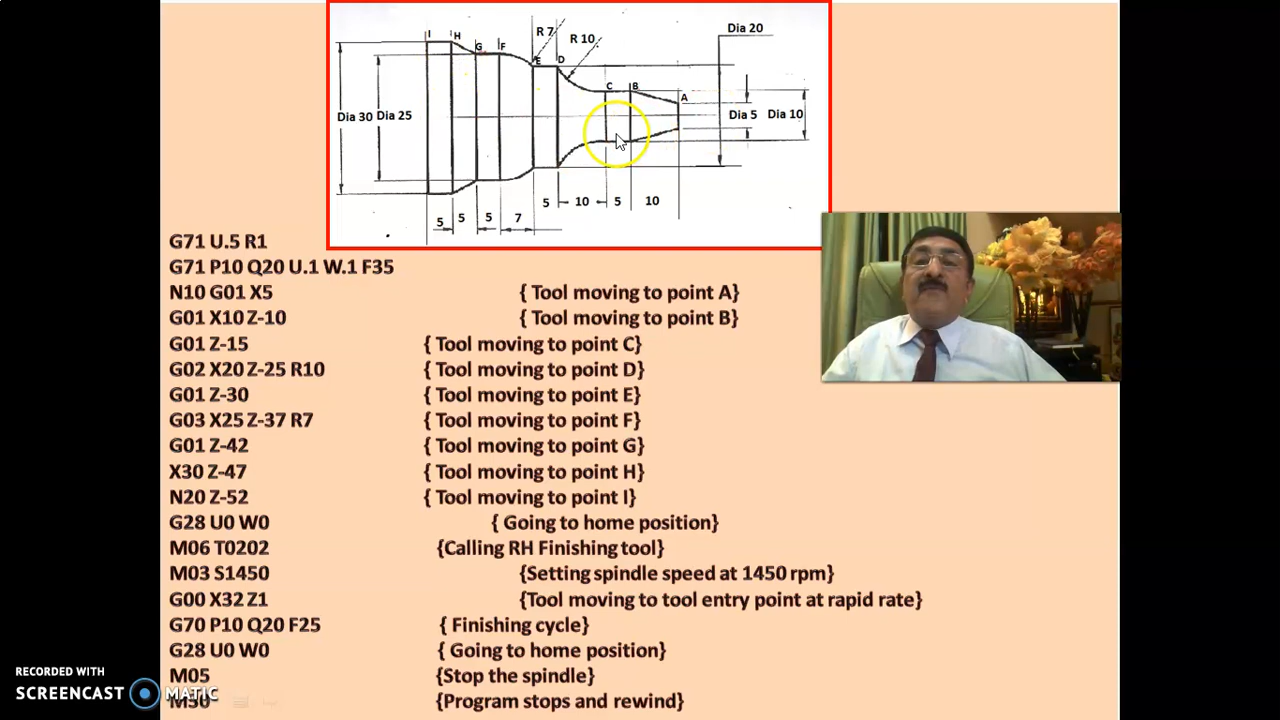 R 7
Dia 20
R 10
I H G F E D C B A
Dia 30 Dia 25
Dia 5 Dia 10
5 5 5 7 5 10 5 10
G71 U.5 R1
G71 P10 Q20 U.1 W.1 F35
N10 G01 X5 { Tool moving to point A}
G01 X10 Z-10 { Tool moving to point B}
G01 Z-15 { Tool moving to point C}
G02 X20 Z-25 R10 { Tool moving to point D}
G01 Z-30 { Tool moving to point E}
G03 X25 Z-37 R7 { Tool moving to point F}
G01 Z-42 { Tool moving to point G}
X30 Z-47 { Tool moving to point H}
N20 Z-52 { Tool moving to point I}
G28 U0 W0 { Going to home position}
M06 T0202 {Calling RH Finishing tool}
M03 S1450 {Setting spindle speed at 1450 rpm}
G00 X32 Z1 {Tool moving to tool entry point at rapid rate}
G70 P10 Q20 F25 { Finishing cycle}
G28 U0 W0 { Going to home position}
M05 {Stop the spindle}
M30 {Program stops and rewind}
RECORDED WITH
SCREENCAST MATIC